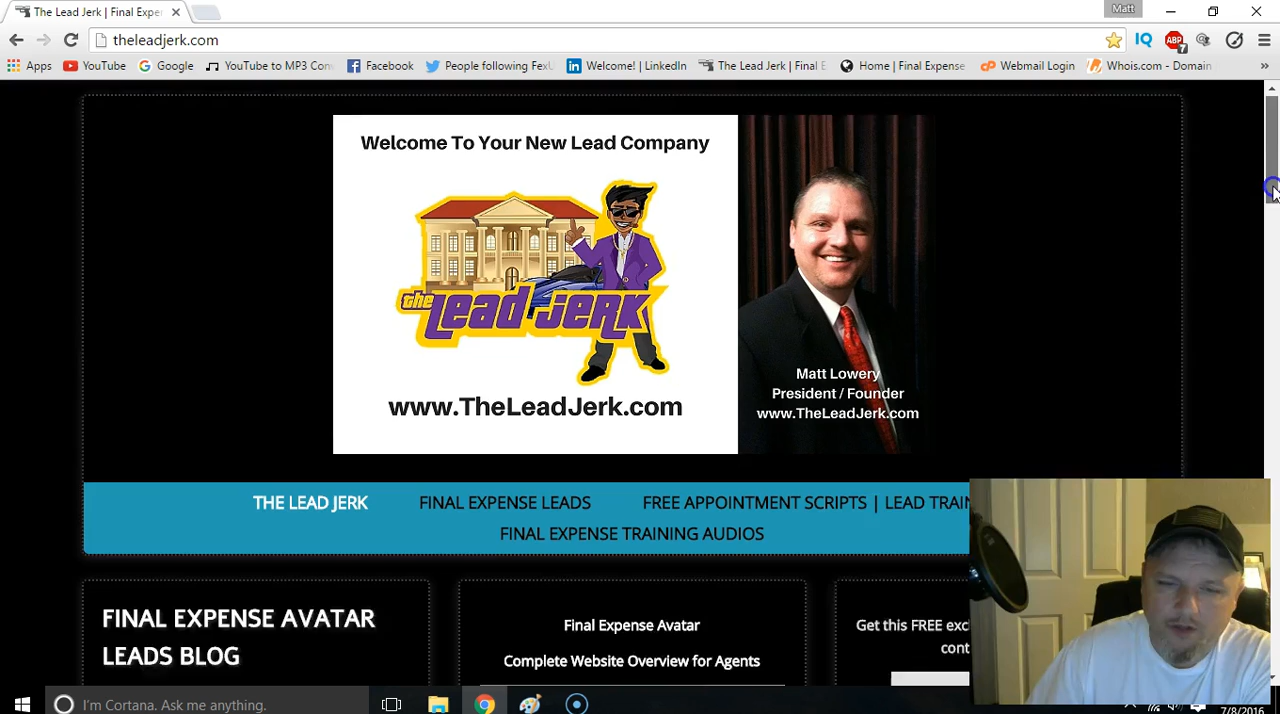 The Lead Jerk | Final Expe
Matt
theleadjerk.com
ABP
7
Apps
YouTube
Google
YouTube to MP3 Con
Facebook
People following FexU
Welcome! | LinkedIn
The Lead Jerk | Final E
Home | Final Expense
Webmail Login
Whois.com - Domain
Welcome To Your New Lead Company
the Lead Jerk
www.TheLeadJerk.com
Matt Lowery
President / Founder
www.TheLeadJerk.com
THE LEAD JERK
FINAL EXPENSE LEADS
FREE APPOINTMENT SCRIPTS | LEAD TRAIN
FINAL EXPENSE TRAINING AUDIOS
FINAL EXPENSE AVATAR
LEADS BLOG
Final Expense Avatar
Complete Website Overview for Agents
Get this FREE exc
cont
I'm Cortana. Ask me anything.
7/8/2016